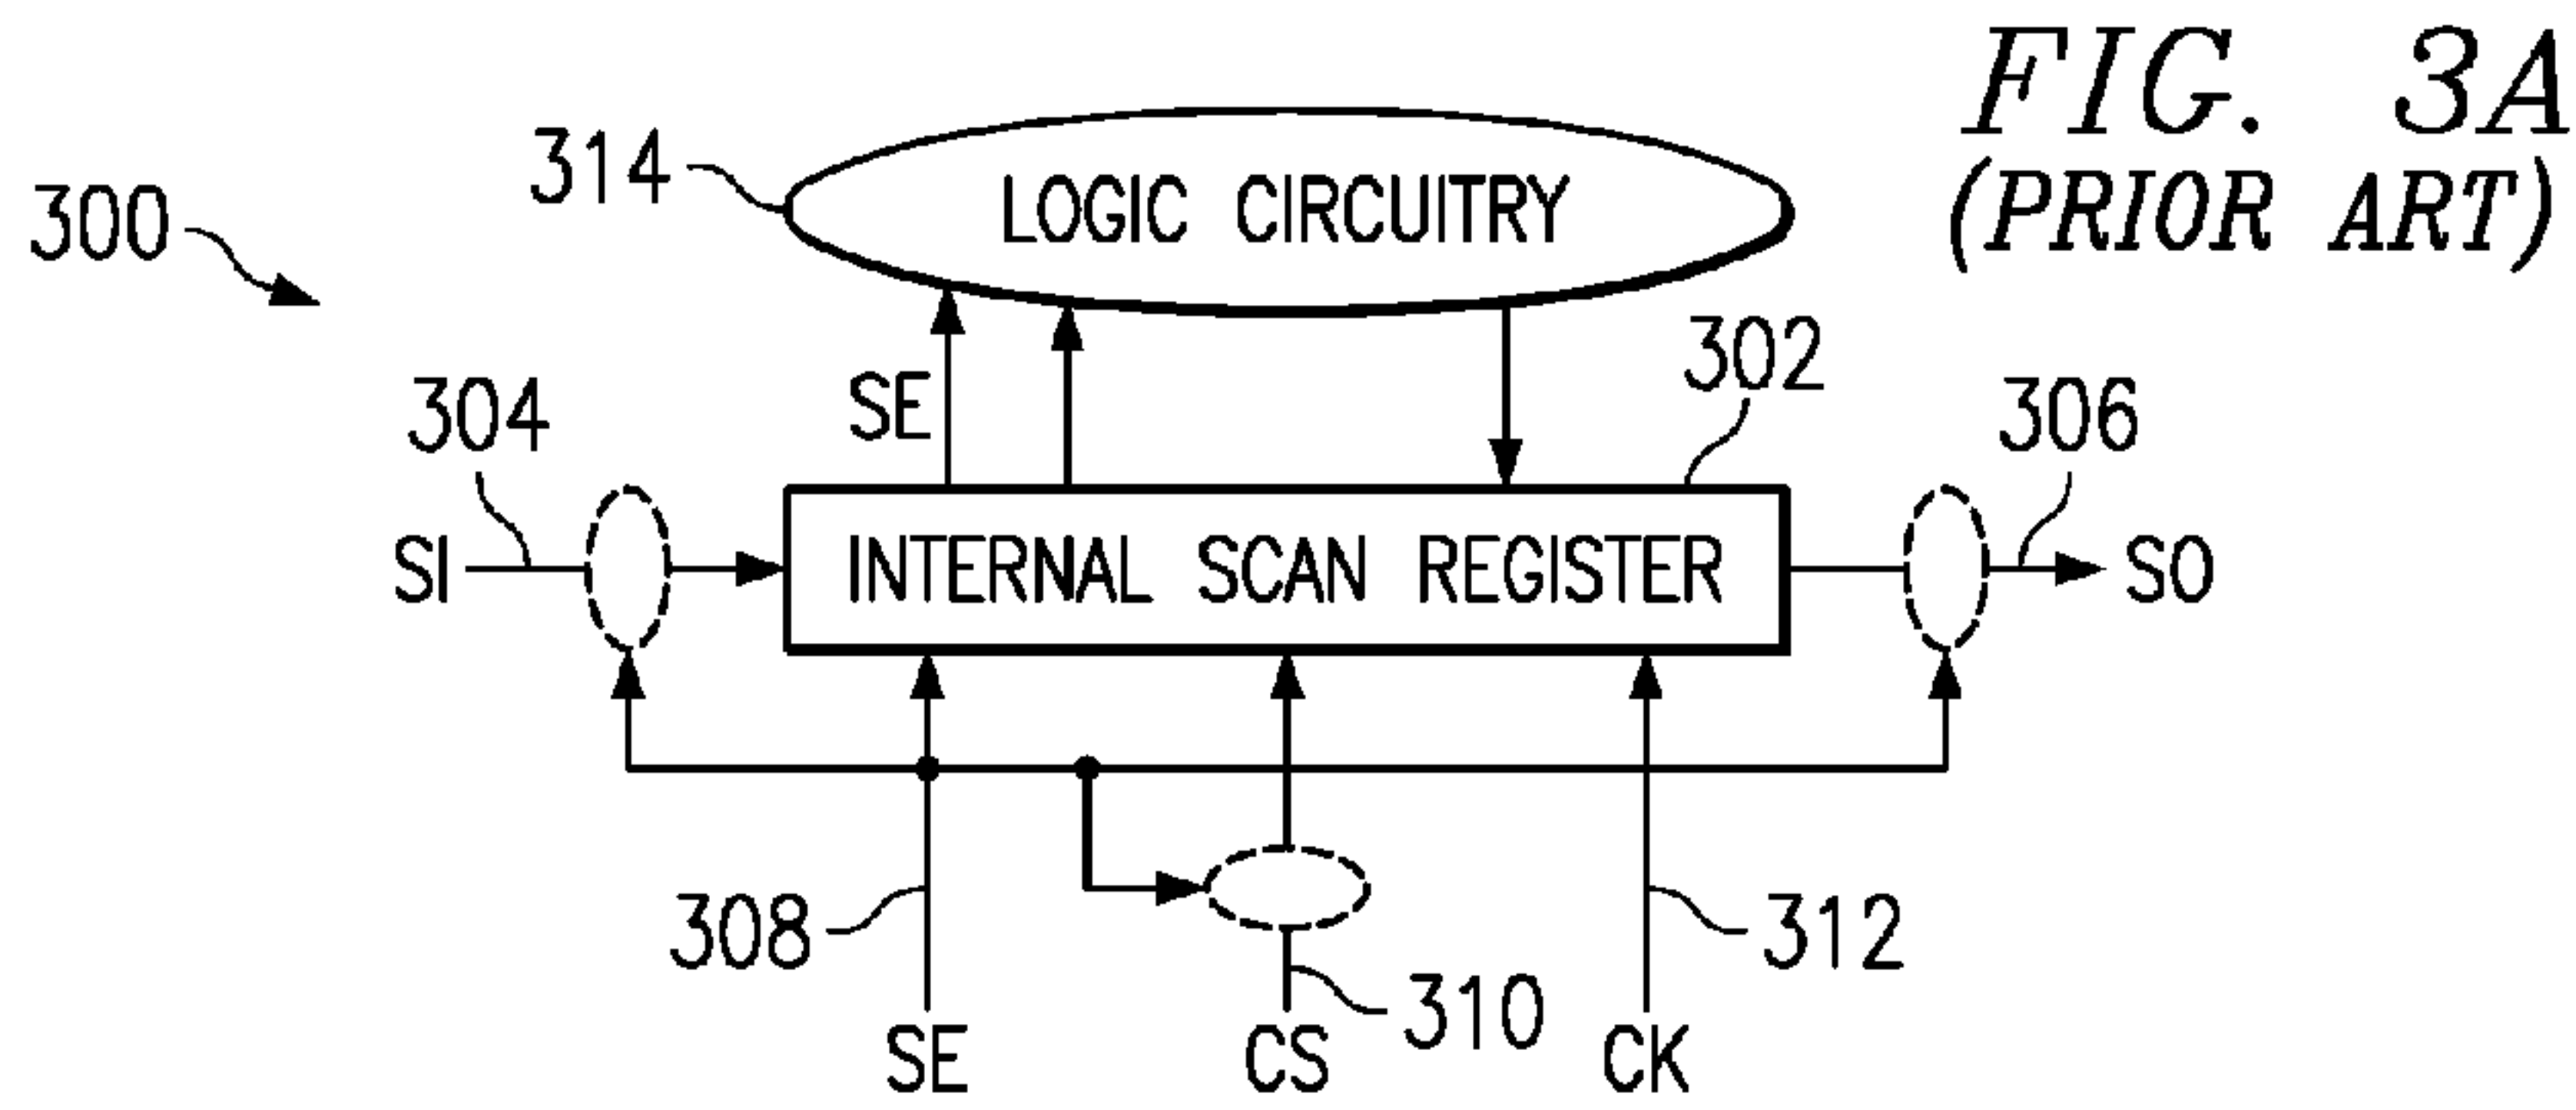 FIG. 3A
(PRIOR ART)
314
LOGIC CIRCUITRY
300
302
SE
304
306
SI
INTERNAL SCAN REGISTER
SO
308
312
310
SE
CS
CK